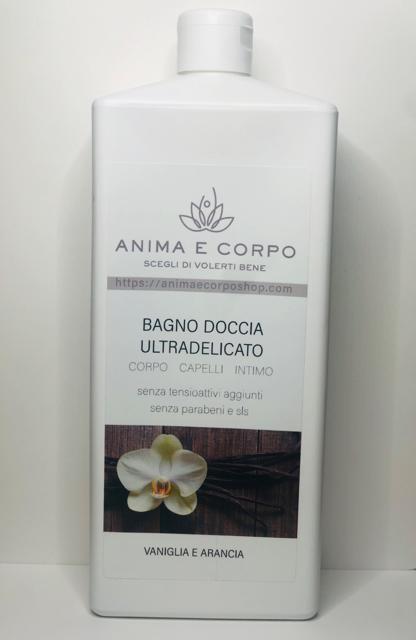 ANIMA E CORPO
SCEGLI DI VOLERTI BENE
https://animaecorposhop.com
BAGNO DOCCIA
ULTRADELICATO
CORPO CAPELLI INTIMO
senza tensioattivi aggiunti
senza parabeni e sls
VANIGLIA E ARANCIA